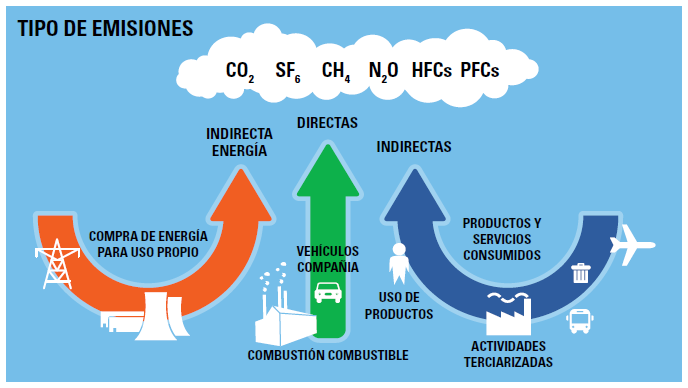 TIPO DE EMISIONES
CO₂ SF₆ CH₄ N₂O HFCs PFCs
INDIRECTA
ENERGÍA
DIRECTAS
INDIRECTAS
COMPRA DE ENERGÍA
PARA USO PROPIO
VEHÍCULOS
COMPAÑIA
COMBUSTIÓN COMBUSTIBLE
USO DE
PRODUCTOS
PRODUCTOS Y
SERVICIOS
CONSUMIDOS
ACTIVIDADES
TERCIARIZADAS